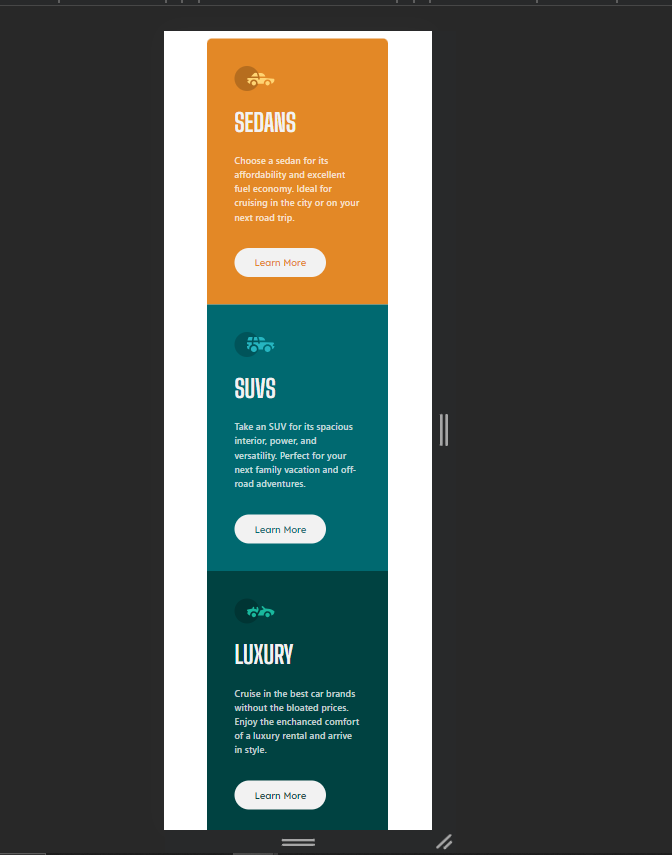 SEDANS
Choose a sedan for its
affordability and excellent
fuel economy. Ideal for
cruising in the city or on your
next road trip.
Learn More
SUVS
Take an SUV for its spacious
interior, power, and
versatility. Perfect for your
next family vacation and off-
road adventures.
Learn More
LUXURY
Cruise in the best car brands
without the bloated prices.
Enjoy the enchanced comfort
of a luxury rental and arrive
in style.
Learn More